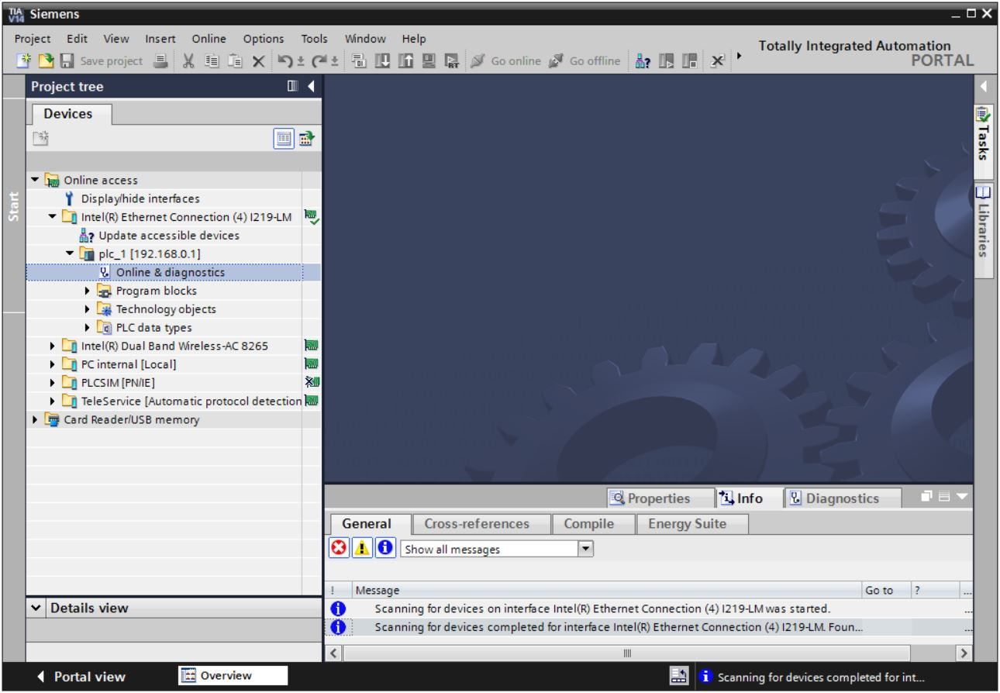 TIA V14 Siemens
Project Edit View Insert Online Options Tools Window Help
Totally Integrated Automation
PORTAL
Save project Go online Go offline
Start
Project tree
Devices
Online access
Display/hide interfaces
Intel(R) Ethernet Connection (4) I219-LM
Update accessible devices
plc_1 [192.168.0.1]
Online & diagnostics
Program blocks
Technology objects
PLC data types
Intel(R) Dual Band Wireless-AC 8265
PC internal [Local]
PLCSIM [PN/IE]
TeleService [Automatic protocol detection
Card Reader/USB memory
Details view
Tasks
Libraries
Properties Info Diagnostics
General Cross-references Compile Energy Suite
Show all messages
! Message Go to ? ...
Scanning for devices on interface Intel(R) Ethernet Connection (4) I219-LM was started. ...
Scanning for devices completed for interface Intel(R) Ethernet Connection (4) I219-LM. Foun... ...
Portal view Overview Scanning for devices completed for int...